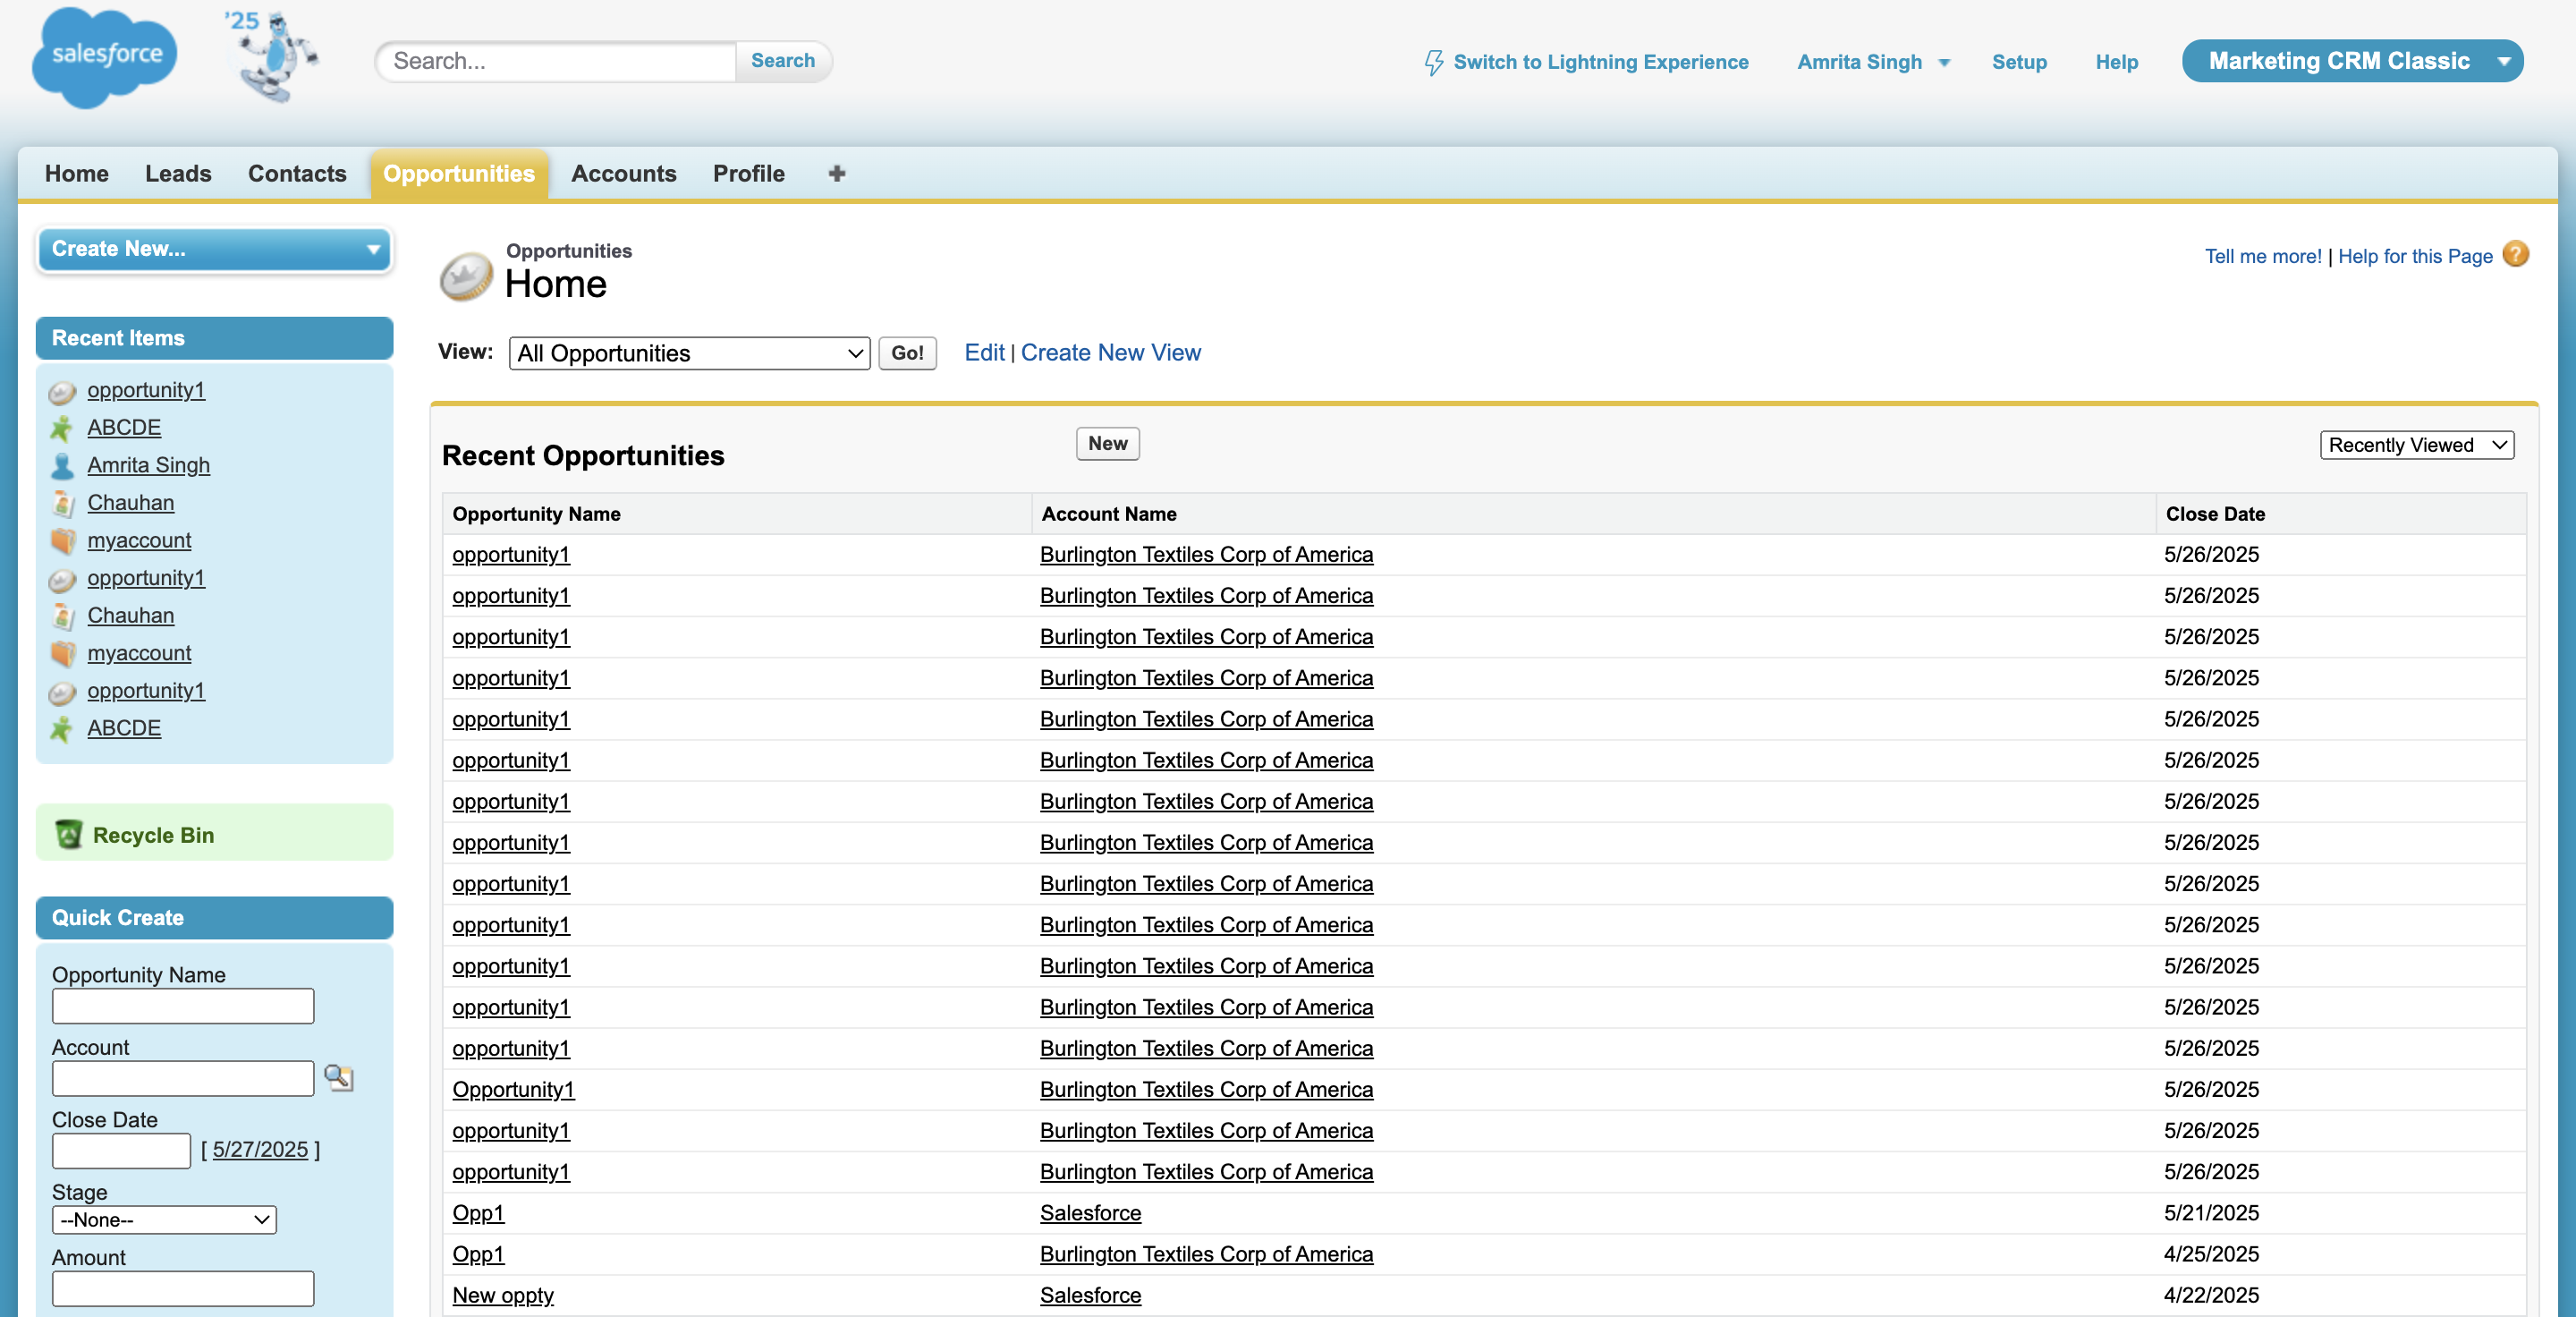 salesforce
'25
Search...
Search
Switch to Lightning Experience
Amrita Singh
Setup
Help
Marketing CRM Classic
Home
Leads
Contacts
Opportunities
Accounts
Profile
Create New...
Recent Items
opportunity1
ABCDE
Amrita Singh
Chauhan
myaccount
opportunity1
Chauhan
myaccount
opportunity1
ABCDE
Recycle Bin
Quick Create
Opportunity Name
Account
Close Date
[ 5/27/2025 ]
Stage
--None--
Amount
Opportunities
Home
Tell me more! | Help for this Page
View: All Opportunities Go! Edit | Create New View
Recent Opportunities
New
Recently Viewed
Opportunity Name Account Name Close Date
opportunity1 Burlington Textiles Corp of America 5/26/2025
opportunity1 Burlington Textiles Corp of America 5/26/2025
opportunity1 Burlington Textiles Corp of America 5/26/2025
opportunity1 Burlington Textiles Corp of America 5/26/2025
opportunity1 Burlington Textiles Corp of America 5/26/2025
opportunity1 Burlington Textiles Corp of America 5/26/2025
opportunity1 Burlington Textiles Corp of America 5/26/2025
opportunity1 Burlington Textiles Corp of America 5/26/2025
opportunity1 Burlington Textiles Corp of America 5/26/2025
opportunity1 Burlington Textiles Corp of America 5/26/2025
opportunity1 Burlington Textiles Corp of America 5/26/2025
opportunity1 Burlington Textiles Corp of America 5/26/2025
opportunity1 Burlington Textiles Corp of America 5/26/2025
Opportunity1 Burlington Textiles Corp of America 5/26/2025
opportunity1 Burlington Textiles Corp of America 5/26/2025
opportunity1 Burlington Textiles Corp of America 5/26/2025
Opp1 Salesforce 5/21/2025
Opp1 Burlington Textiles Corp of America 4/25/2025
New oppty Salesforce 4/22/2025